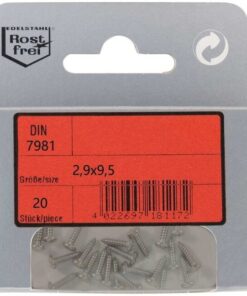 EDELSTAHL
Rost
frei
DIN
7981
2,9x9,5
Größe/size
20
Stück/piece
4 022697 181172